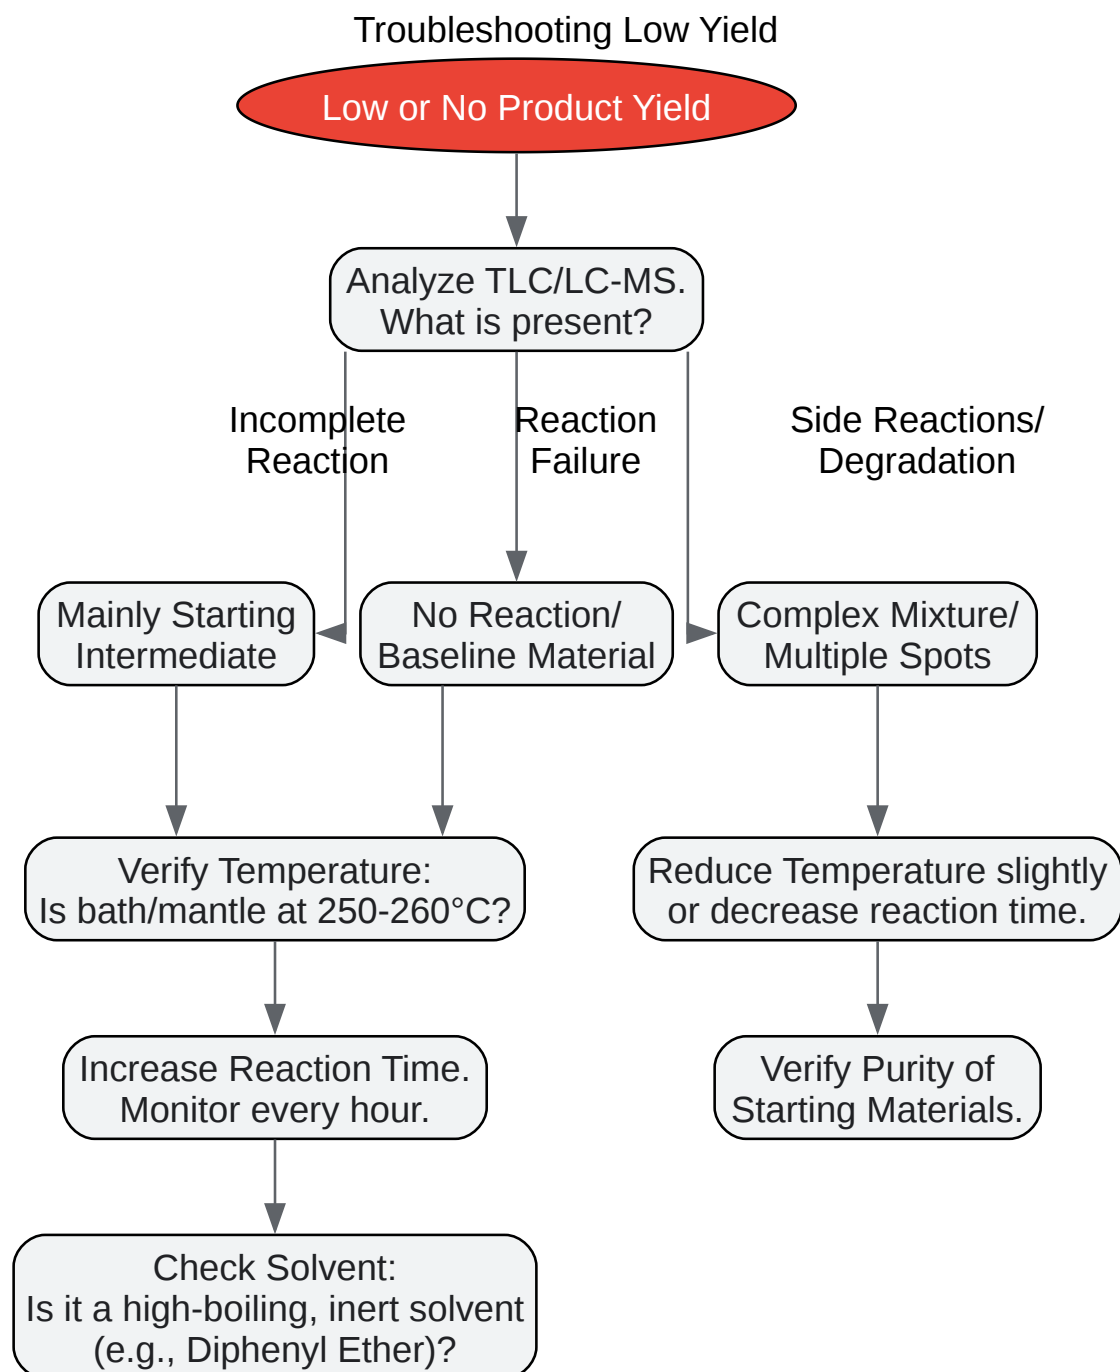 Troubleshooting Low Yield
Low or No Product Yield
Analyze TLC/LC-MS.
What is present?
Incomplete
Reaction
Reaction
Failure
Side Reactions/
Degradation
Mainly Starting
Intermediate
No Reaction/
Baseline Material
Complex Mixture/
Multiple Spots
Verify Temperature:
Is bath/mantle at 250-260°C?
Reduce Temperature slightly
or decrease reaction time.
Increase Reaction Time.
Monitor every hour.
Verify Purity of
Starting Materials.
Check Solvent:
Is it a high-boiling, inert solvent
(e.g., Diphenyl Ether)?